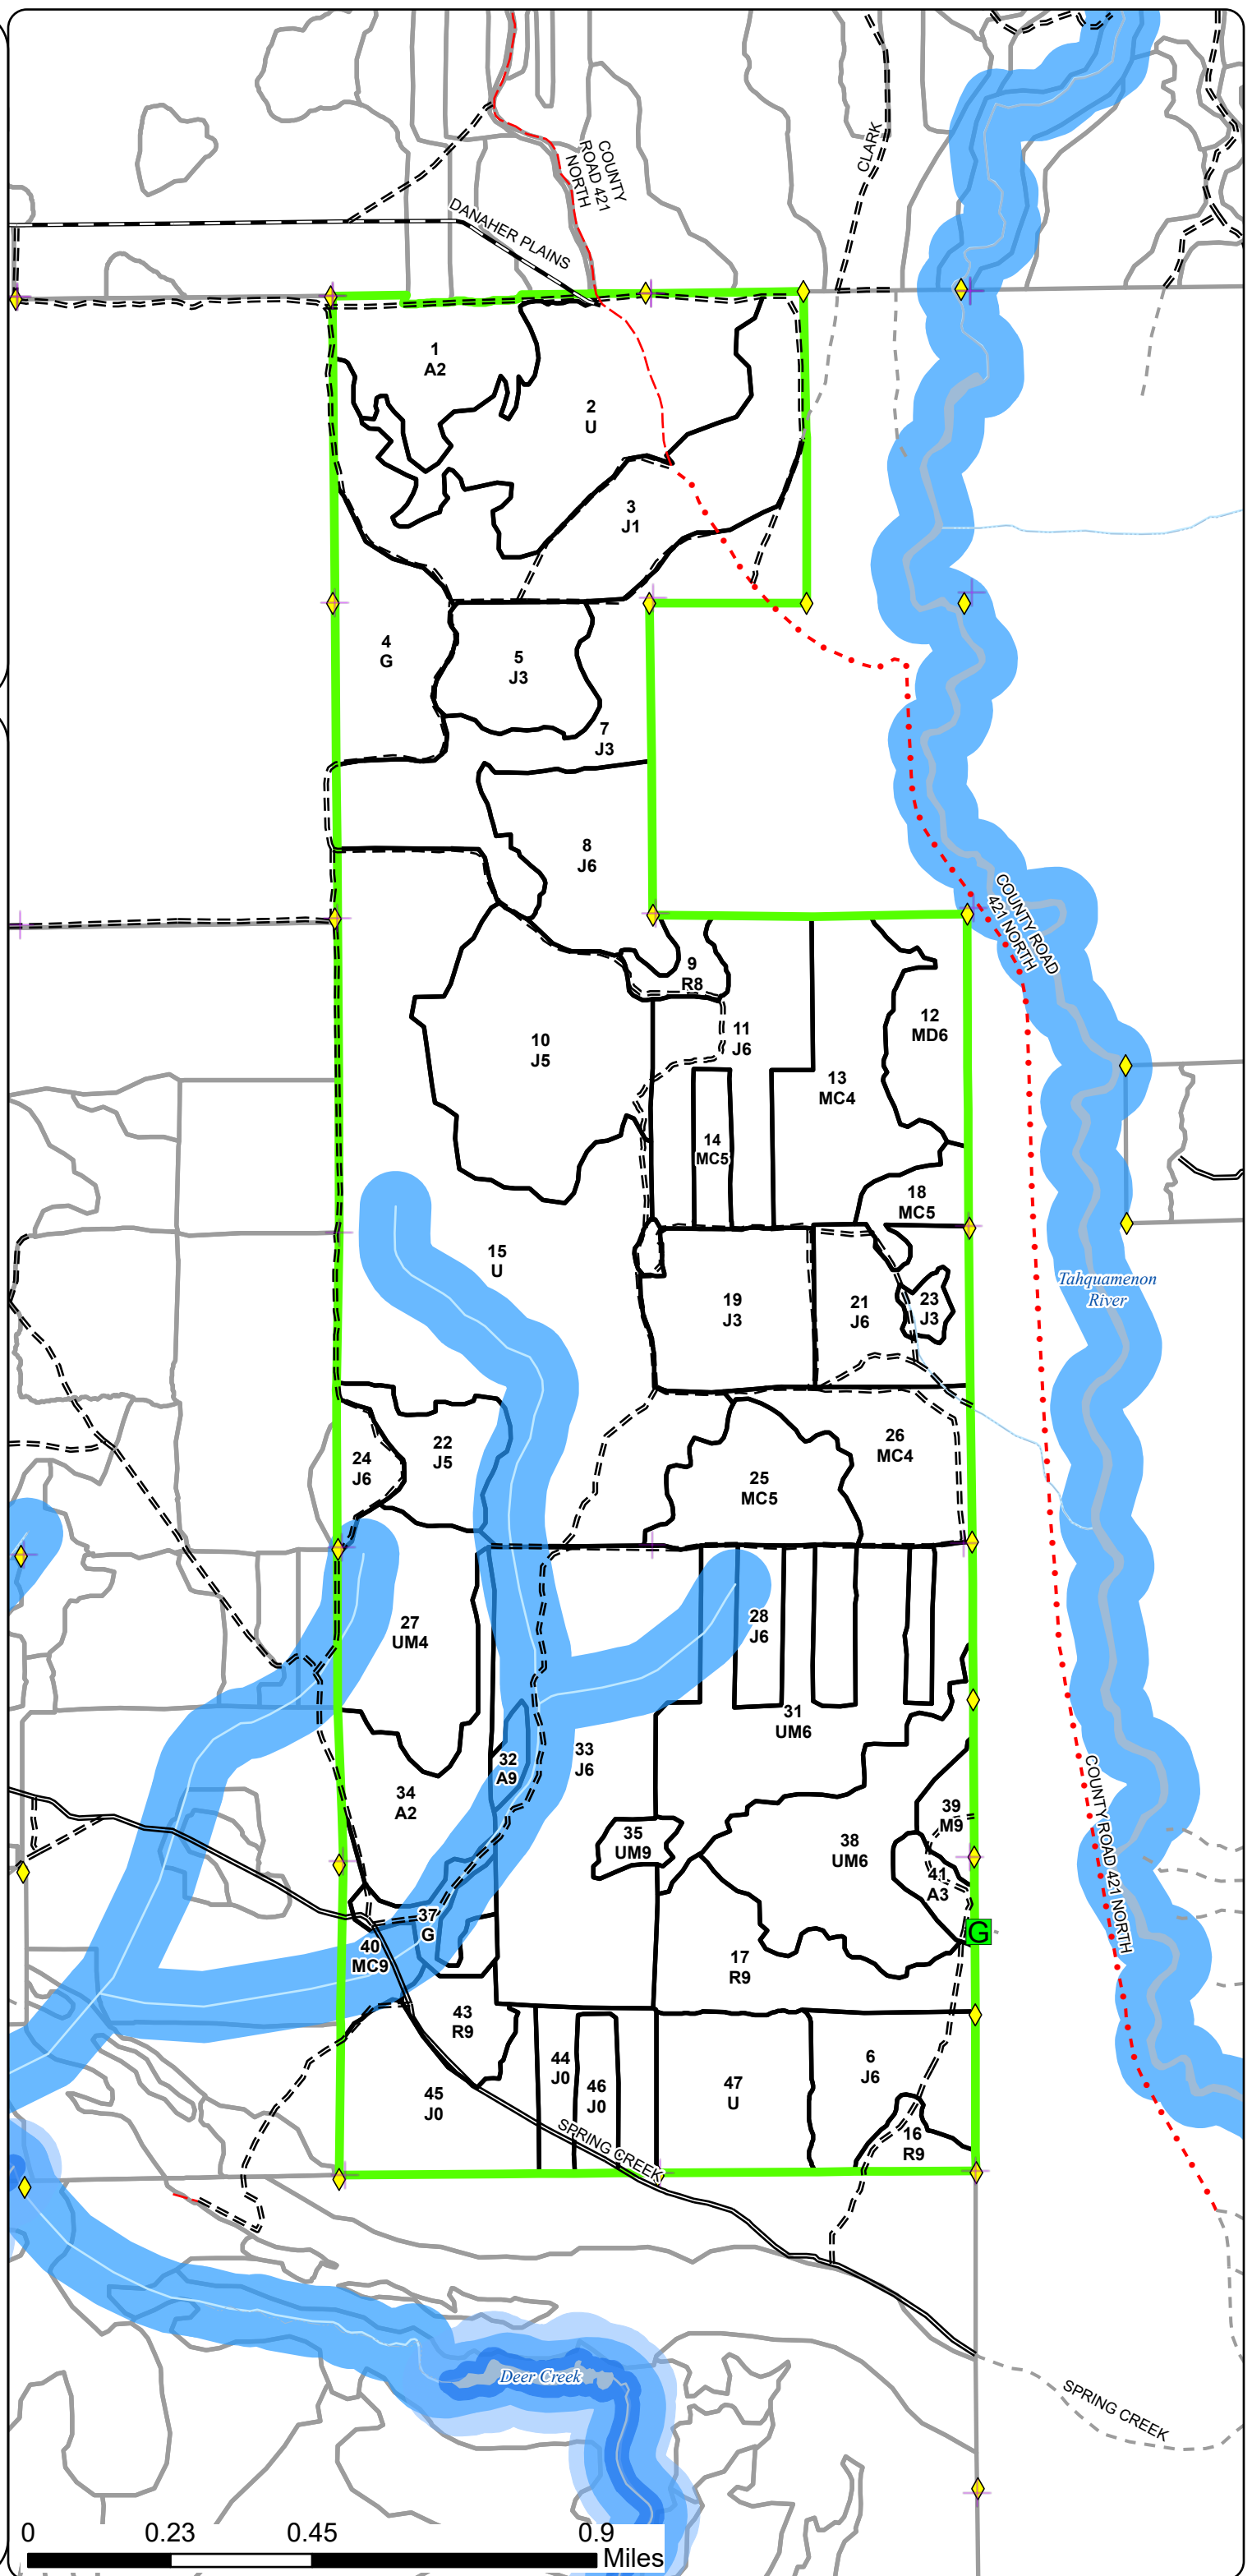 COUNTY
ROAD 421
NORTH
CLARK
DANAHER PLAINS
1
A2
2
U
3
J1
4
G
5
J3
7
J3
8
J6
9
R8
COUNTY ROAD
421 NORTH
10
J5
11
J6
12
MD6
13
MC4
14
MC5
18
MC5
15
U
Tahquamenon
River
19
J3
21
J6
23
J3
22
J5
24
J6
26
MC4
25
MC5
27
UM4
28
J6
31
UM6
32
A9
33
J6
34
A2
35
UM9
38
UM6
39
M9
41
A3
COUNTY ROAD 421 NORTH
37
G
G
40
MC9
17
R9
43
R9
44
J0
46
J0
45
J0
47
U
6
J6
16
R9
SPRING CREEK
Deer Creek
SPRING CREEK
0 0.23 0.45 0.9
Miles